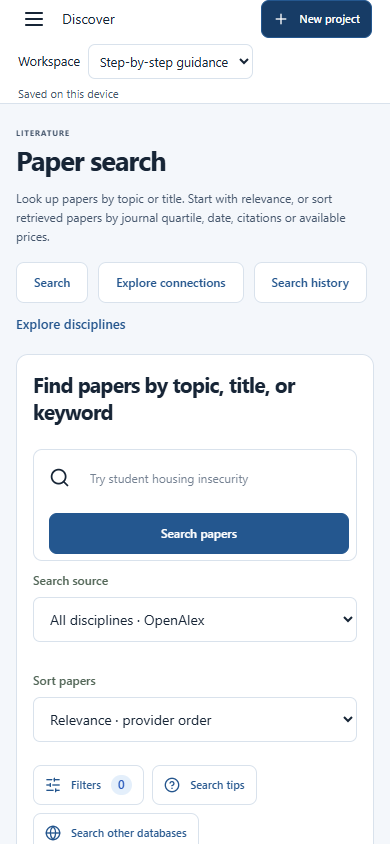 Discover
New project
Workspace
Step-by-step guidance
Saved on this device
LITERATURE
Paper search
Look up papers by topic or title. Start with relevance, or sort
retrieved papers by journal quartile, date, citations or available
prices.
Search
Explore connections
Search history
Explore disciplines
Find papers by topic, title, or
keyword
Try student housing insecurity
Search papers
Search source
All disciplines · OpenAlex
Sort papers
Relevance · provider order
Filters 0
Search tips
Search other databases